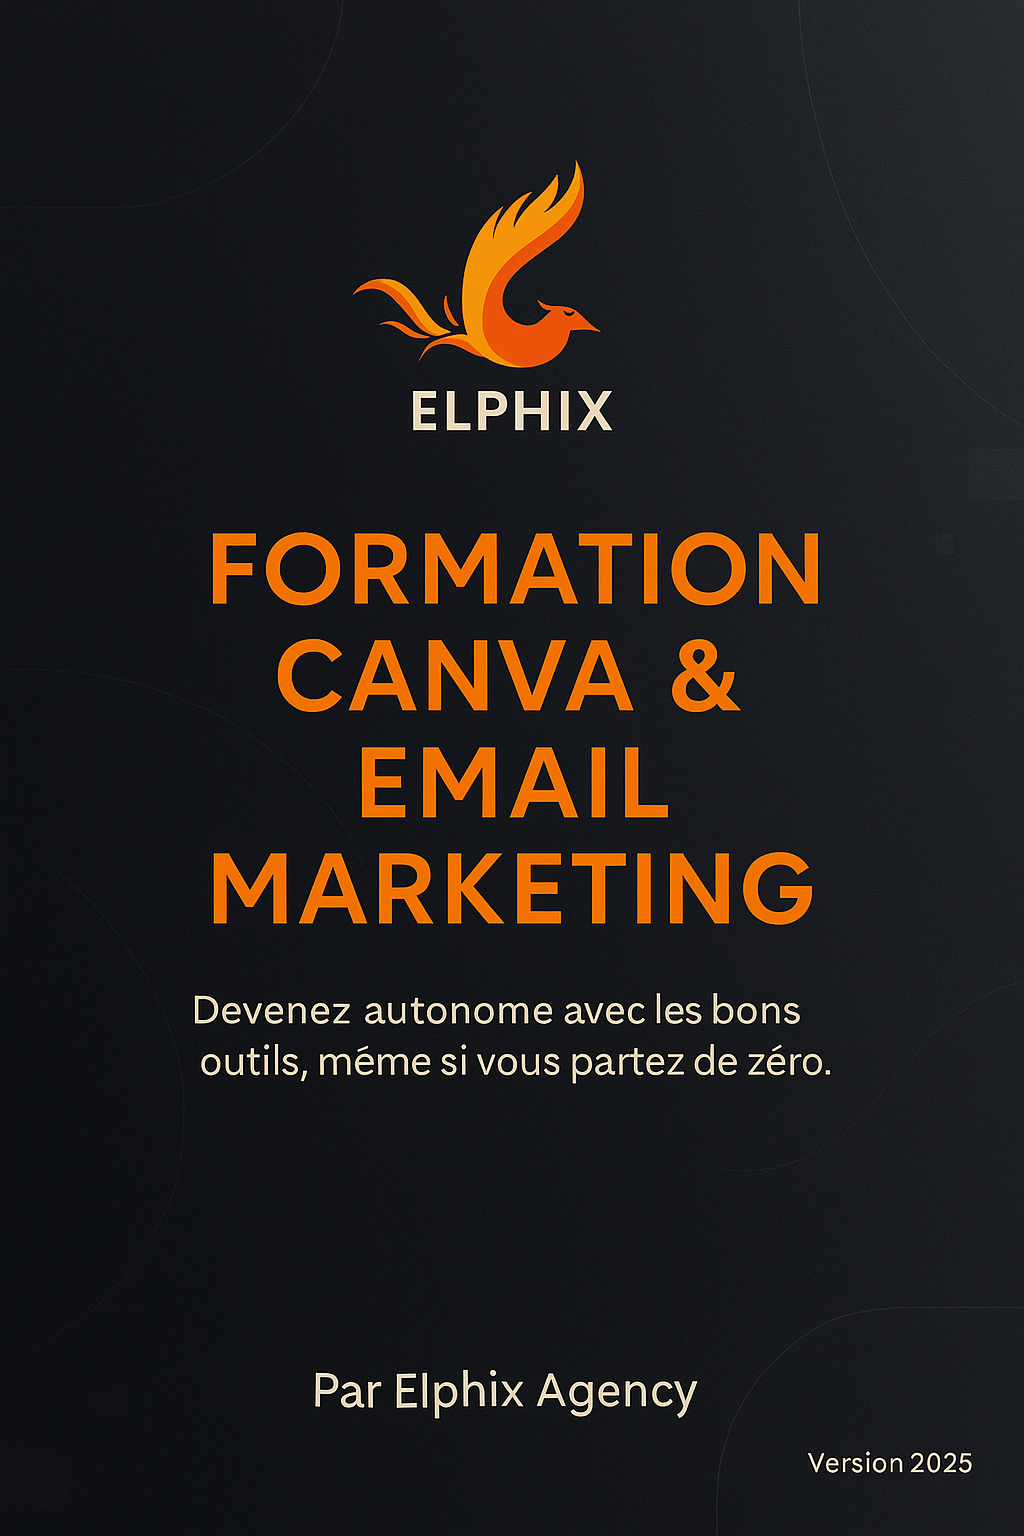 ELPHIX
FORMATION
CANVA &
EMAIL
MARKETING
Devenez autonome avec les bons
outils, méme si vous partez de zéro.
Par Elphix Agency
Version 2025